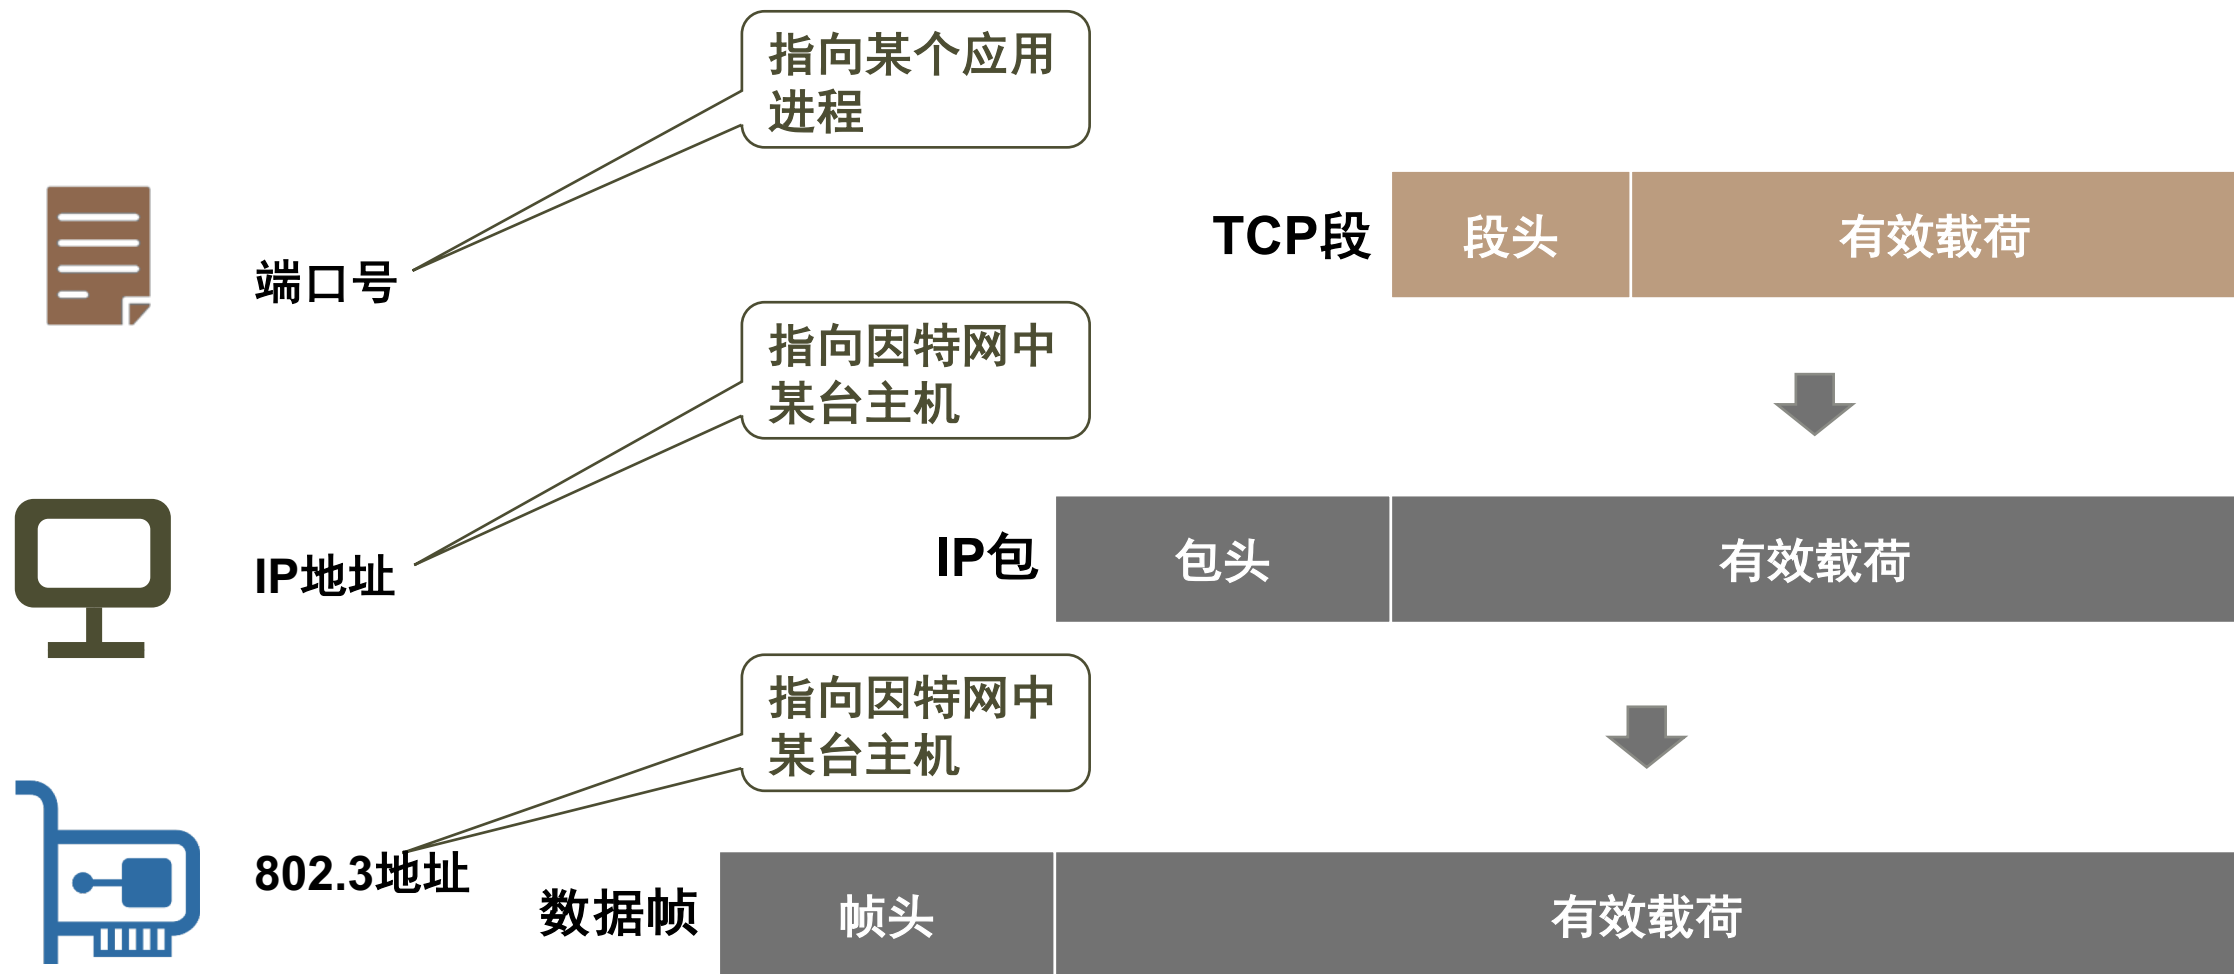 指向某个应用
进程
端口号
TCP段
段头
有效载荷
指向因特网中
某台主机
IP地址
IP包
包头
有效载荷
指向因特网中
某台主机
802.3地址
数据帧
帧头
有效载荷